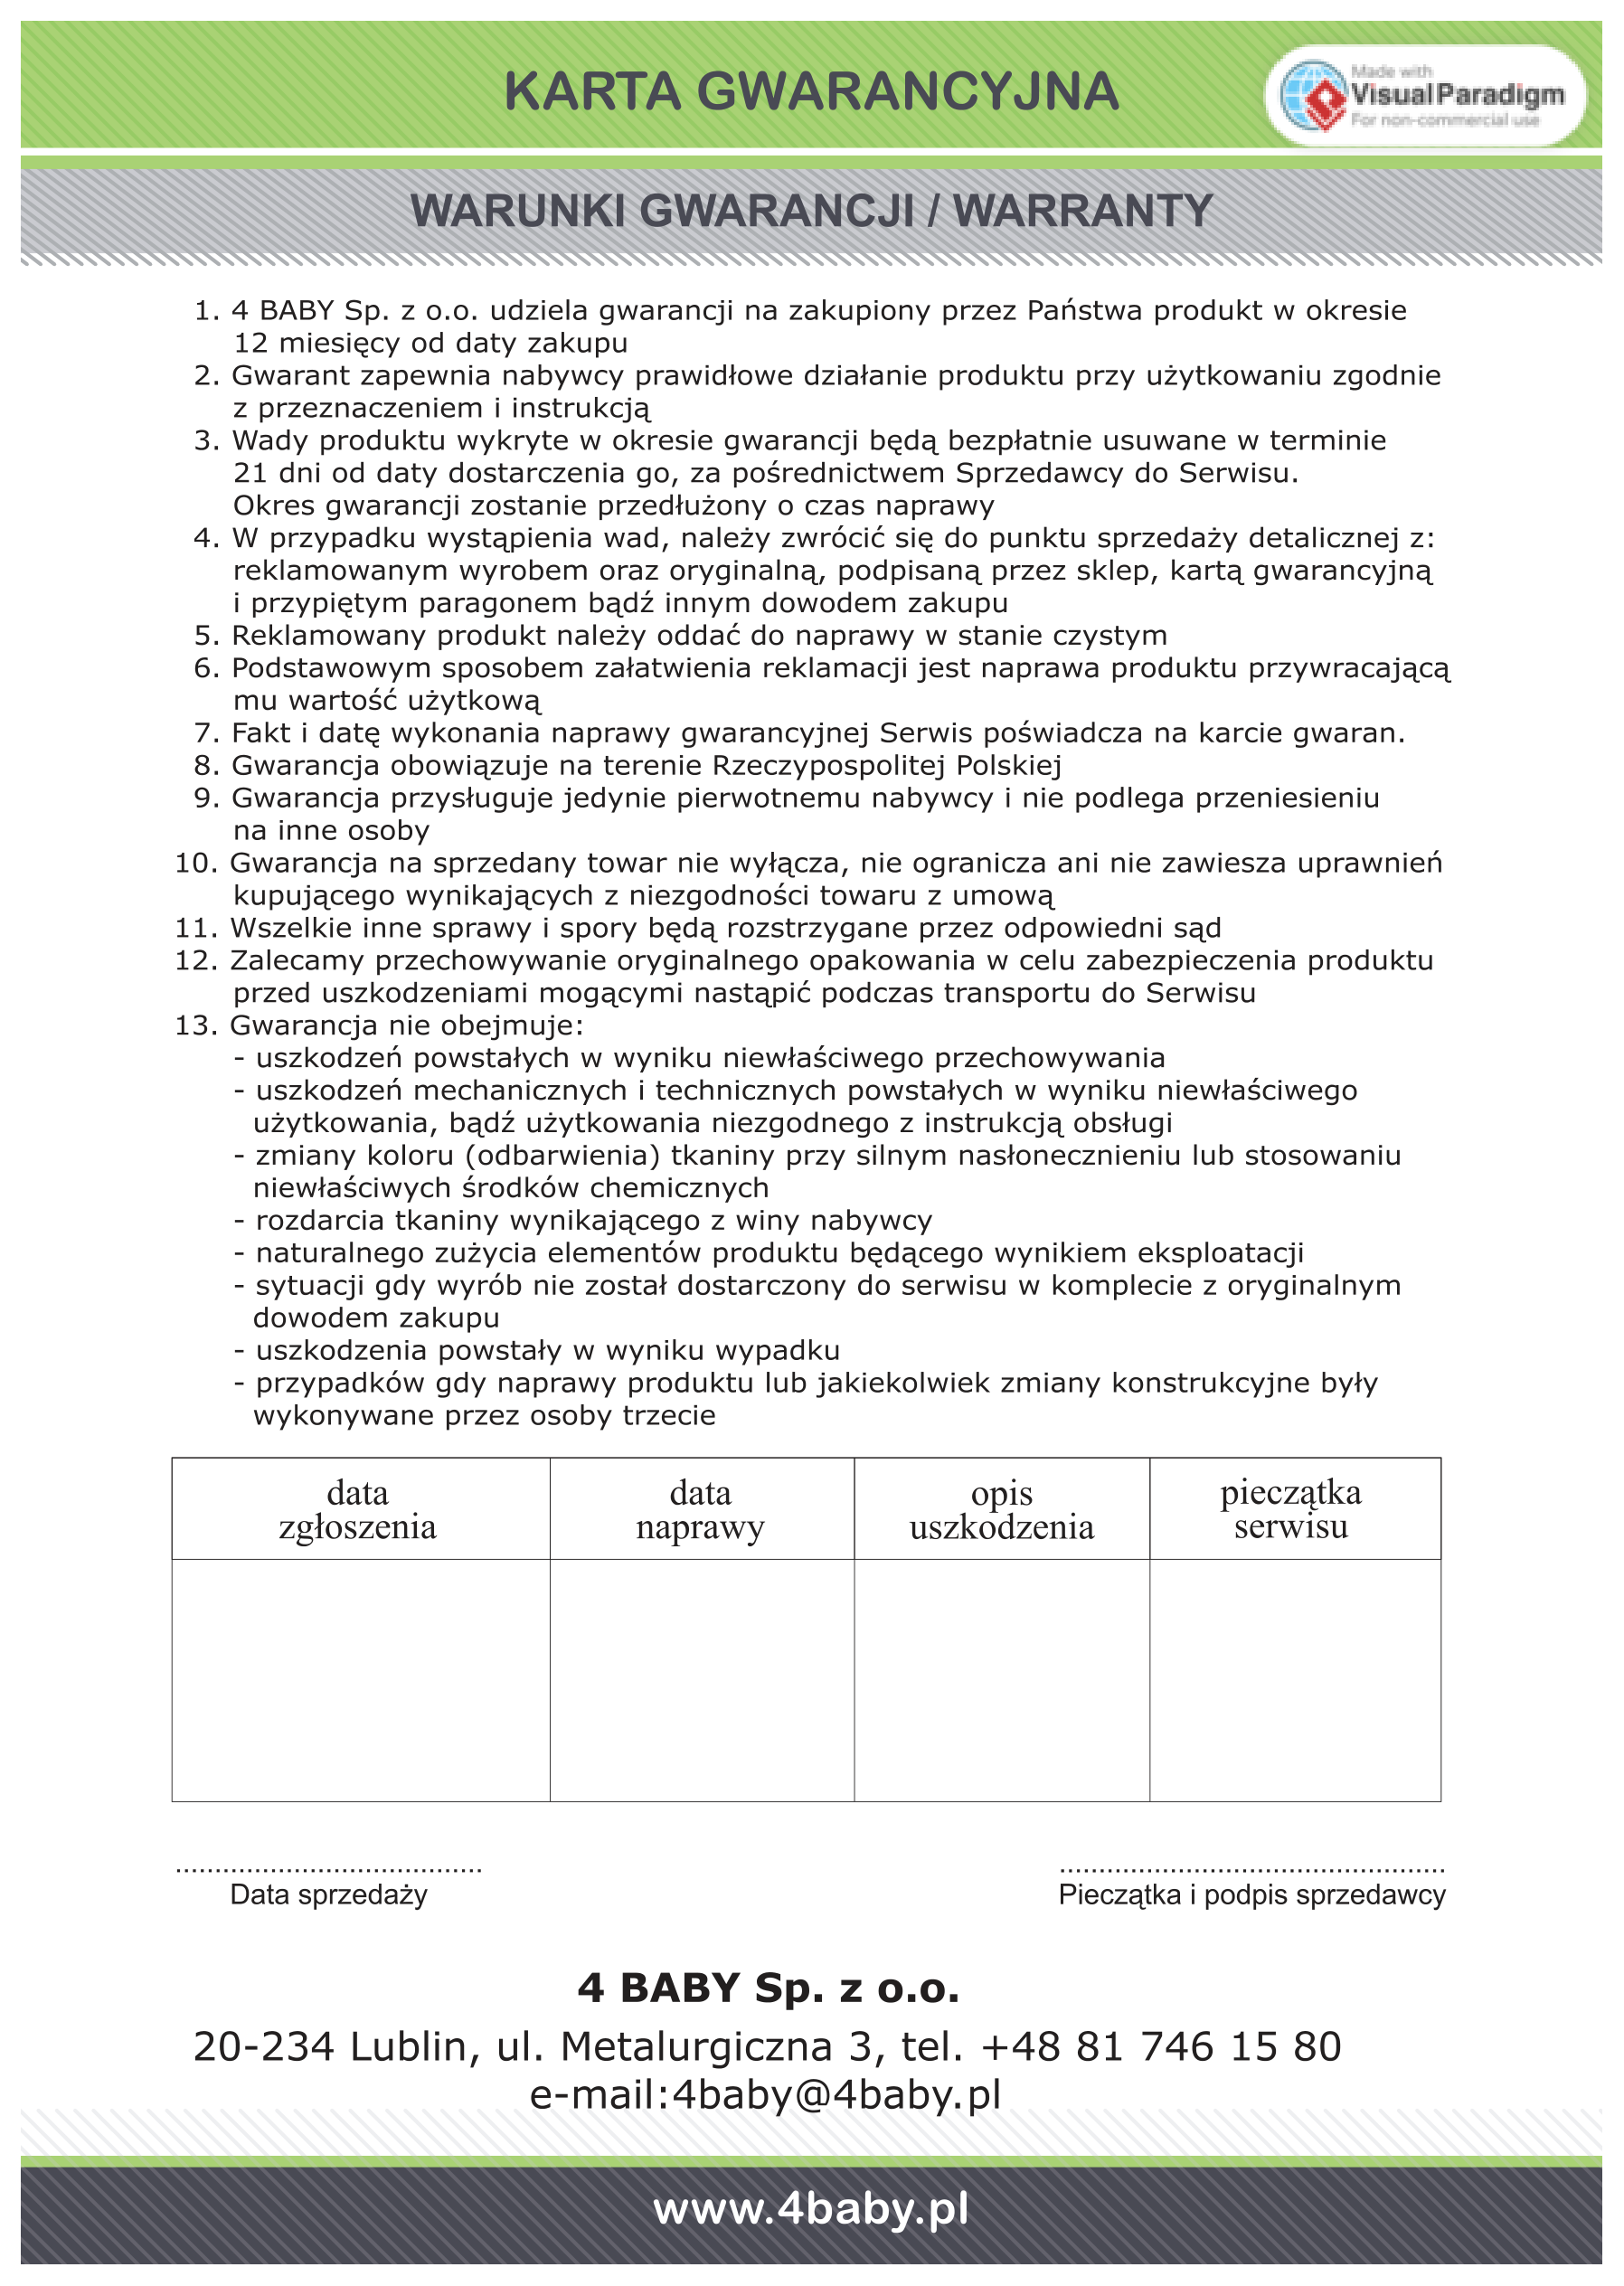 KARTA GWARANCYJNA
Made with
VisualParadigm
For non-commercial use
WARUNKI GWARANCJI / WARRANTY
1. 4 BABY Sp. z o.o. udziela gwarancji na zakupiony przez Państwa produkt w okresie
12 miesięcy od daty zakupu
2. Gwarant zapewnia nabywcy prawidłowe działanie produktu przy użytkowaniu zgodnie
z przeznaczeniem i instrukcją
3. Wady produktu wykryte w okresie gwarancji będą bezpłatnie usuwane w terminie
21 dni od daty dostarczenia go, za pośrednictwem Sprzedawcy do Serwisu.
Okres gwarancji zostanie przedłużony o czas naprawy
4. W przypadku wystąpienia wad, należy zwrócić się do punktu sprzedaży detalicznej z:
reklamowanym wyrobem oraz oryginalną, podpisaną przez sklep, kartą gwarancyjną
i przypiętym paragonem bądź innym dowodem zakupu
5. Reklamowany produkt należy oddać do naprawy w stanie czystym
6. Podstawowym sposobem załatwienia reklamacji jest naprawa produktu przywracającą
mu wartość użytkową
7. Fakt i datę wykonania naprawy gwarancyjnej Serwis poświadcza na karcie gwaran.
8. Gwarancja obowiązuje na terenie Rzeczypospolitej Polskiej
9. Gwarancja przysługuje jedynie pierwotnemu nabywcy i nie podlega przeniesieniu
na inne osoby
10. Gwarancja na sprzedany towar nie wyłącza, nie ogranicza ani nie zawiesza uprawnień
kupującego wynikających z niezgodności towaru z umową
11. Wszelkie inne sprawy i spory będą rozstrzygane przez odpowiedni sąd
12. Zalecamy przechowywanie oryginalnego opakowania w celu zabezpieczenia produktu
przed uszkodzeniami mogącymi nastąpić podczas transportu do Serwisu
13. Gwarancja nie obejmuje:
- uszkodzeń powstałych w wyniku niewłaściwego przechowywania
- uszkodzeń mechanicznych i technicznych powstałych w wyniku niewłaściwego
użytkowania, bądź użytkowania niezgodnego z instrukcją obsługi
- zmiany koloru (odbarwienia) tkaniny przy silnym nasłonecznieniu lub stosowaniu
niewłaściwych środków chemicznych
- rozdarcia tkaniny wynikającego z winy nabywcy
- naturalnego zużycia elementów produktu będącego wynikiem eksploatacji
- sytuacji gdy wyrób nie został dostarczony do serwisu w komplecie z oryginalnym
dowodem zakupu
- uszkodzenia powstały w wyniku wypadku
- przypadków gdy naprawy produktu lub jakiekolwiek zmiany konstrukcyjne były
wykonywane przez osoby trzecie
data zgłoszenia
data naprawy
opis uszkodzenia
pieczątka serwisu
Data sprzedaży
Pieczątka i podpis sprzedawcy
4 BABY Sp. z o.o.
20-234 Lublin, ul. Metalurgiczna 3, tel. +48 81 746 15 80
e-mail:4baby@4baby.pl
www.4baby.pl